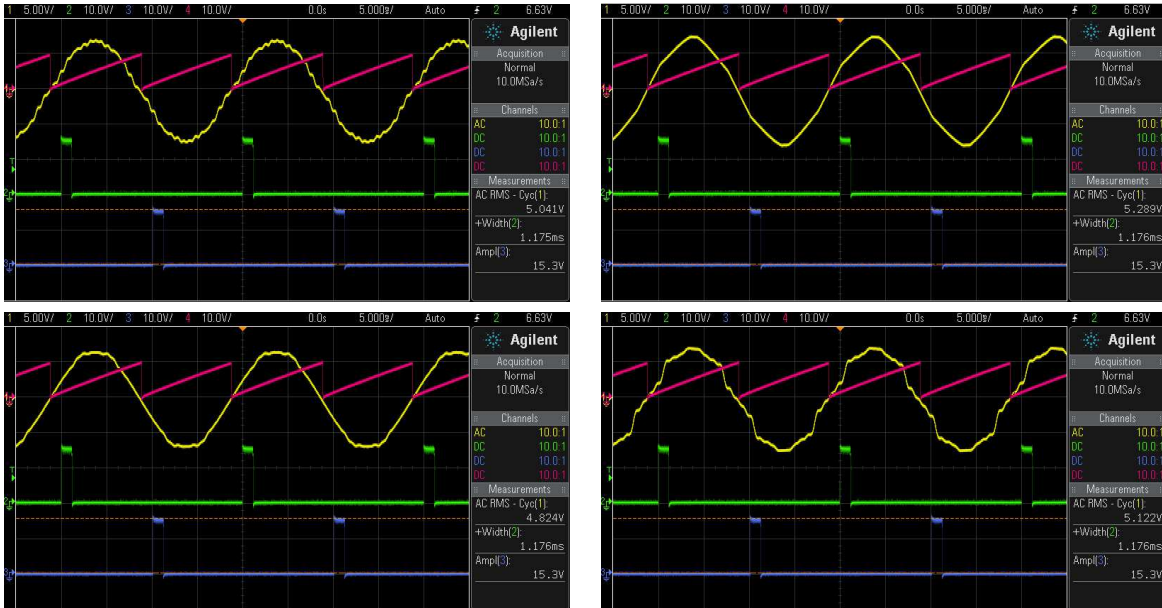 1 5.00V/ 2 10.0V/ 3 10.0V/ 4 10.0V/ 0.0s 5.000ms/ Auto 2 6.63V
Agilent
Acquisition
Normal
10.0MSa/s
Channels
AC 10.0:1
DC 10.0:1
DC 10.0:1
DC 10.0:1
Measurements
AC RMS - Cyc(1):
5.041V
+Width(2):
1.175ms
Ampl(3):
15.3V
1 5.00V/ 2 10.0V/ 3 10.0V/ 4 10.0V/ 0.0s 5.000ms/ Auto 2 6.63V
Agilent
Acquisition
Normal
10.0MSa/s
Channels
AC 10.0:1
DC 10.0:1
DC 10.0:1
DC 10.0:1
Measurements
AC RMS - Cyc(1):
5.289V
+Width(2):
1.176ms
Ampl(3):
15.3V
1 5.00V/ 2 10.0V/ 3 10.0V/ 4 10.0V/ 0.0s 5.000ms/ Auto 2 6.63V
Agilent
Acquisition
Normal
10.0MSa/s
Channels
AC 10.0:1
DC 10.0:1
DC 10.0:1
DC 10.0:1
Measurements
AC RMS - Cyc(1):
4.824V
+Width(2):
1.176ms
Ampl(3):
15.3V
1 5.00V/ 2 10.0V/ 3 10.0V/ 4 10.0V/ 0.0s 5.000ms/ Auto 2 6.63V
Agilent
Acquisition
Normal
10.0MSa/s
Channels
AC 10.0:1
DC 10.0:1
DC 10.0:1
DC 10.0:1
Measurements
AC RMS - Cyc(1):
5.122V
+Width(2):
1.176ms
Ampl(3):
15.3V